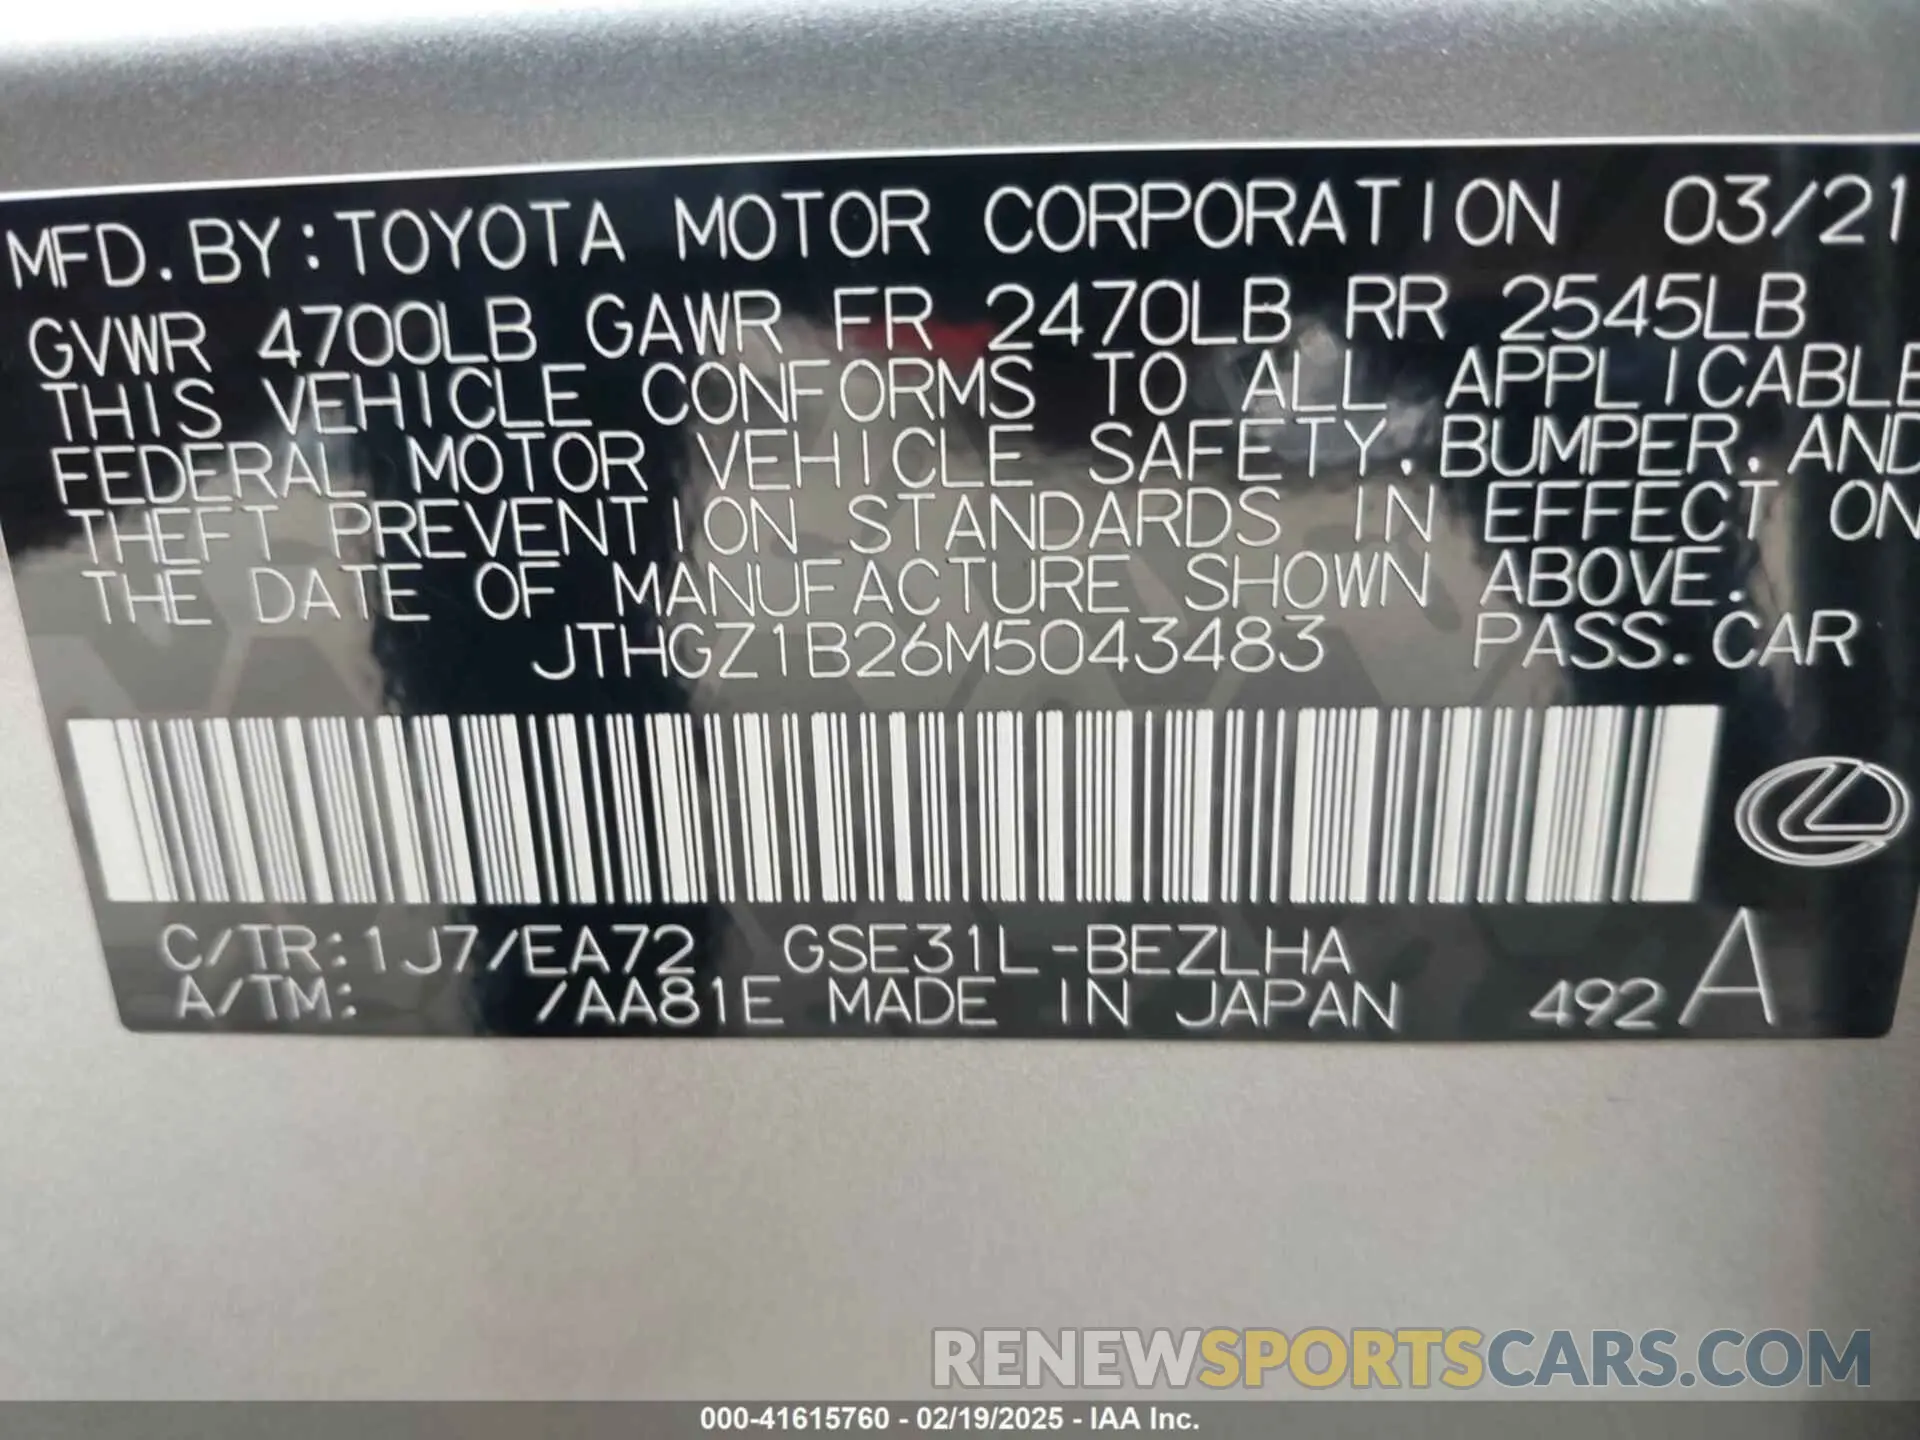 MFD.BY:TOYOTA MOTOR CORPORATION 03/21
GVWR 4700LB GAWR FR 2470LB RR 2545LB
THIS VEHICLE CONFORMS TO ALL APPLICABLE
FEDERAL MOTOR VEHICLE SAFETY,BUMPER,AND
THEFT PREVENTION STANDARDS IN EFFECT ON
THE DATE OF MANUFACTURE SHOWN ABOVE.
JTHGZ1B26M5043483 PASS.CAR
C/TR:1J7/EA72 GSE31L-BEZLHA
A/TM: /AA81E MADE IN JAPAN 492A
RENEWSPORTSCARS.COM
000-41615760 - 02/19/2025 - IAA Inc.